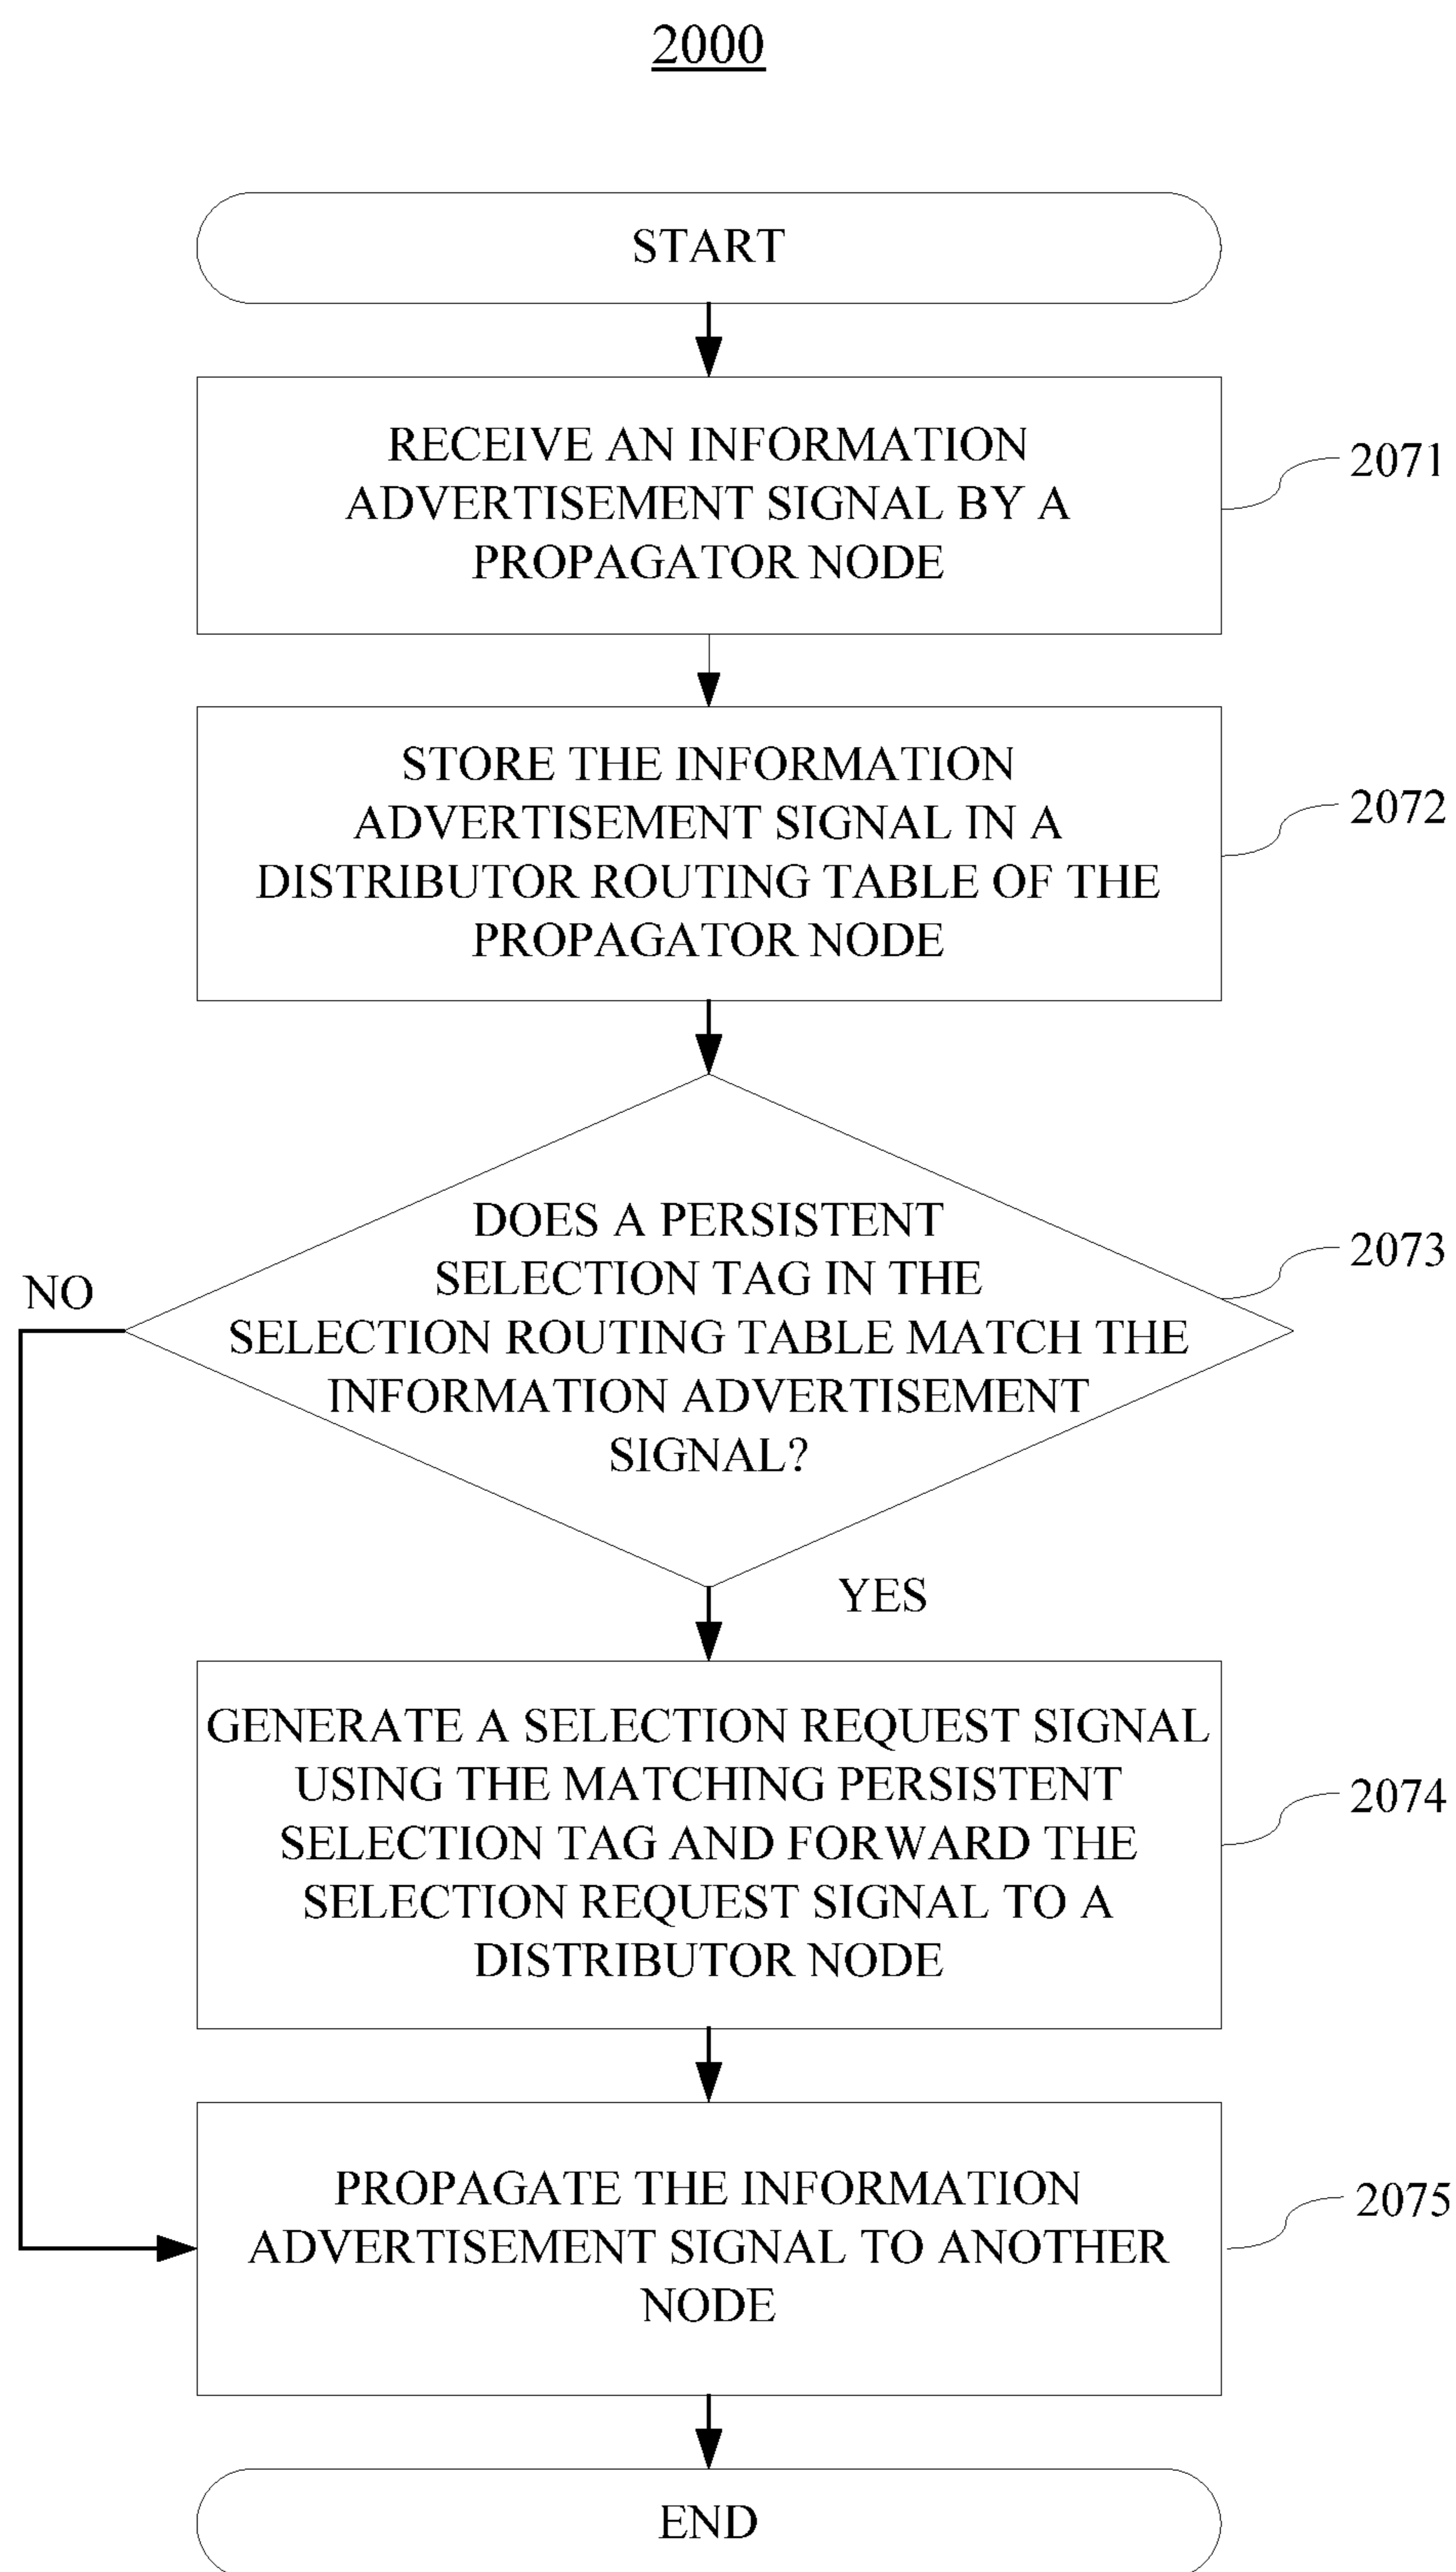 2000
START
RECEIVE AN INFORMATION
ADVERTISEMENT SIGNAL BY A
PROPAGATOR NODE
2071
STORE THE INFORMATION
ADVERTISEMENT SIGNAL IN A
DISTRIBUTOR ROUTING TABLE OF THE
PROPAGATOR NODE
2072
DOES A PERSISTENT
SELECTION TAG IN THE
SELECTION ROUTING TABLE MATCH THE
INFORMATION ADVERTISEMENT
SIGNAL?
2073
NO
YES
GENERATE A SELECTION REQUEST SIGNAL
USING THE MATCHING PERSISTENT
SELECTION TAG AND FORWARD THE
SELECTION REQUEST SIGNAL TO A
DISTRIBUTOR NODE
2074
PROPAGATE THE INFORMATION
ADVERTISEMENT SIGNAL TO ANOTHER
NODE
2075
END